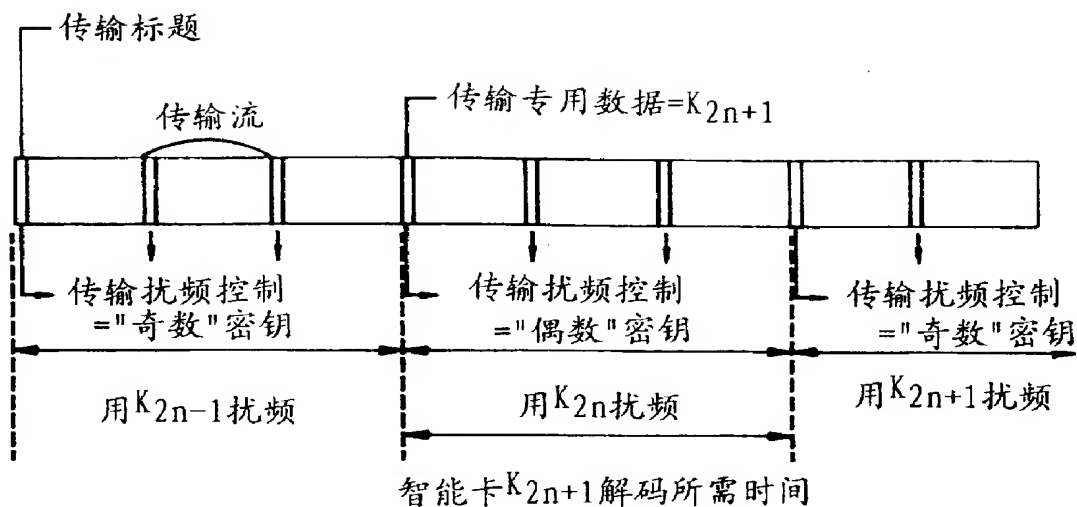 传输标题
传输流
传输专用数据=K2n+1
传输扰频控制
="奇数"密钥
传输扰频控制
="偶数"密钥
传输扰频控制
="奇数"密钥
用K2n-1扰频
用K2n扰频
用K2n+1扰频
智能卡K2n+1解码所需时间